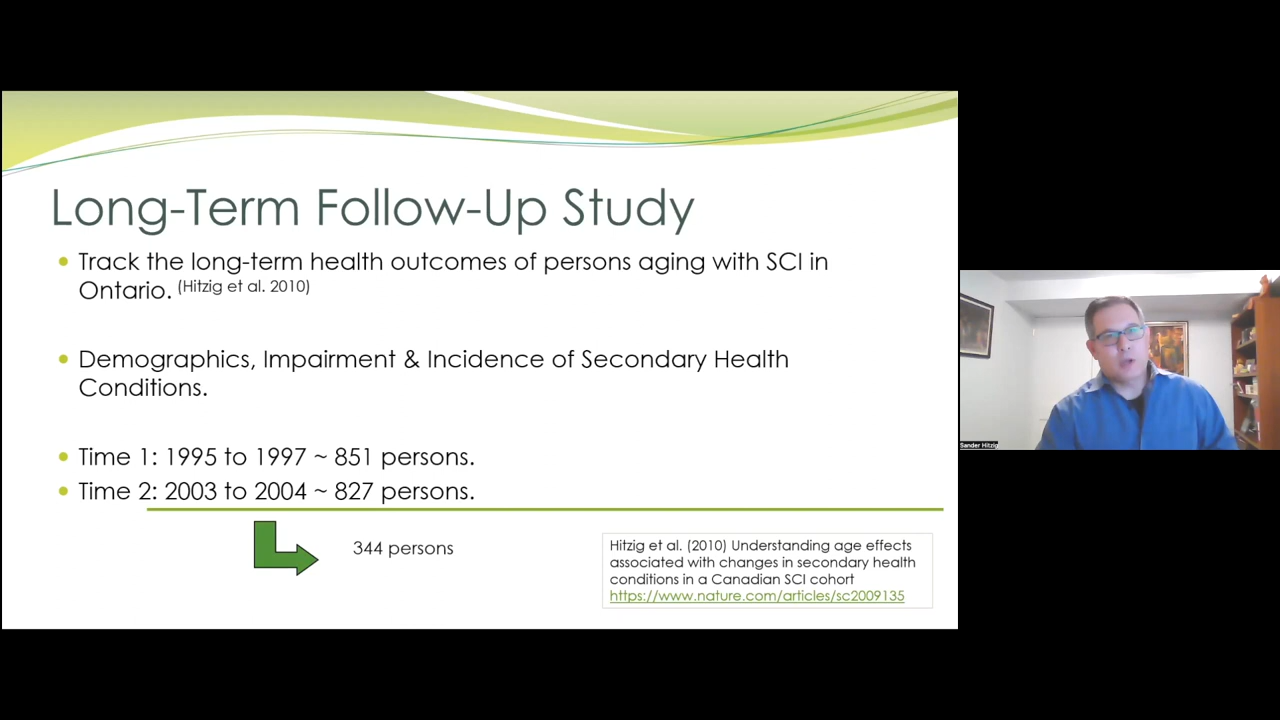 Long-Term Follow-Up Study
• Track the long-term health outcomes of persons aging with SCI in
Ontario. (Hitzig et al. 2010)
• Demographics, Impairment & Incidence of Secondary Health
Conditions.
• Time 1: 1995 to 1997 ~ 851 persons.
• Time 2: 2003 to 2004 ~ 827 persons.
344 persons
Hitzig et al. (2010) Understanding age effects
associated with changes in secondary health
conditions in a Canadian SCI cohort
https://www.nature.com/articles/sc2009135
Sander Hitzig